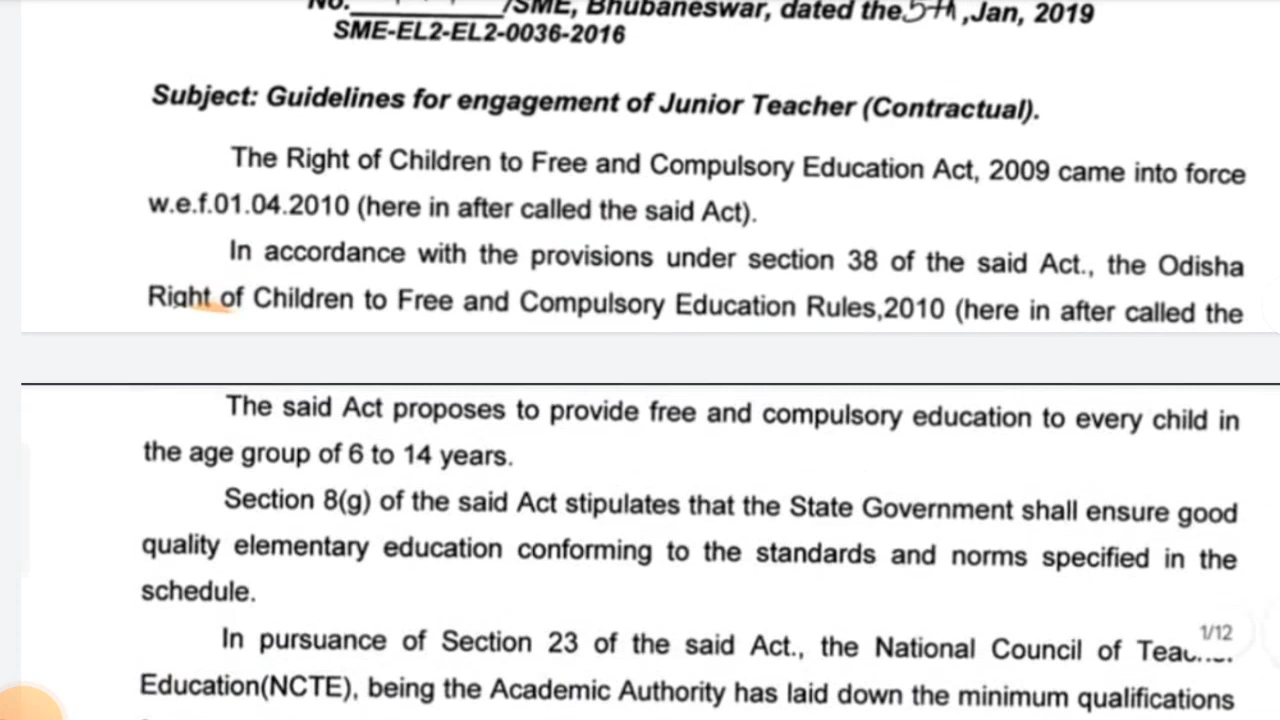 No. /SME, Bhubaneswar, dated the 5th, Jan, 2019
SME-EL2-EL2-0036-2016
Subject: Guidelines for engagement of Junior Teacher (Contractual).
The Right of Children to Free and Compulsory Education Act, 2009 came into force
w.e.f.01.04.2010 (here in after called the said Act).
In accordance with the provisions under section 38 of the said Act., the Odisha
Right of Children to Free and Compulsory Education Rules,2010 (here in after called the
The said Act proposes to provide free and compulsory education to every child in
the age group of 6 to 14 years.
Section 8(g) of the said Act stipulates that the State Government shall ensure good
quality elementary education conforming to the standards and norms specified in the
schedule.
1/12
In pursuance of Section 23 of the said Act., the National Council of Teacher
Education(NCTE), being the Academic Authority has laid down the minimum qualifications